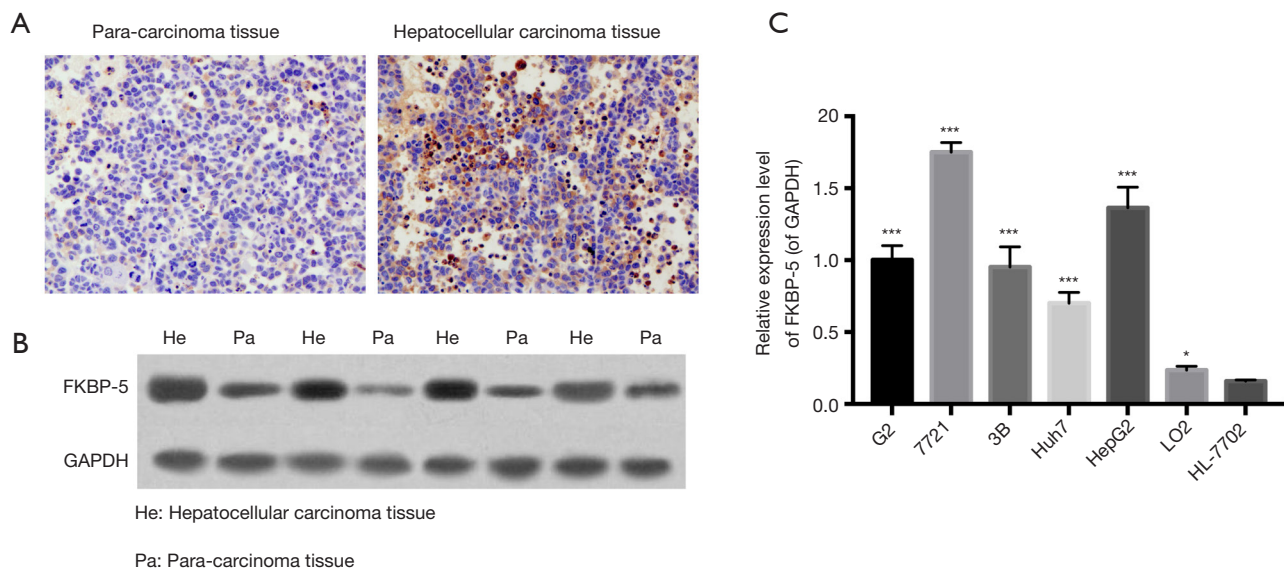 A
Para-carcinoma tissue
Hepatocellular carcinoma tissue
B
He Pa He Pa He Pa He Pa
FKBP-5
GAPDH
He: Hepatocellular carcinoma tissue
Pa: Para-carcinoma tissue
C
Relative expression level
of FKBP-5 (of GAPDH)
20
1.5
1.0
0.5
0.0
***
***
***
***
***
*
G2
7721
3B
Huh7
HepG2
LO2
HL-7702